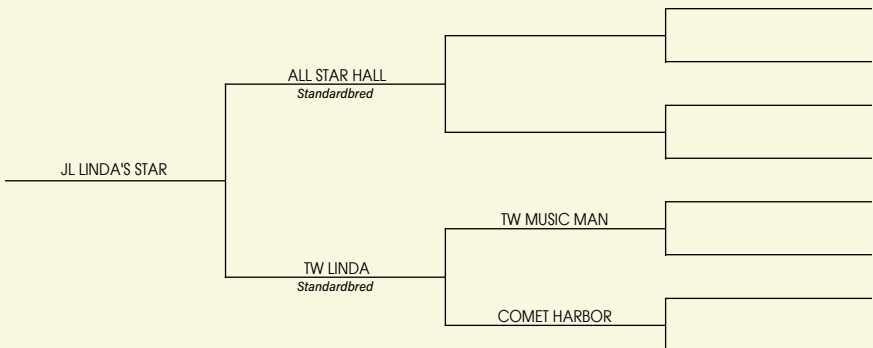 ALL STAR HALL
Standardbred
JL LINDA'S STAR
TW MUSIC MAN
TW LINDA
Standardbred
COMET HARBOR